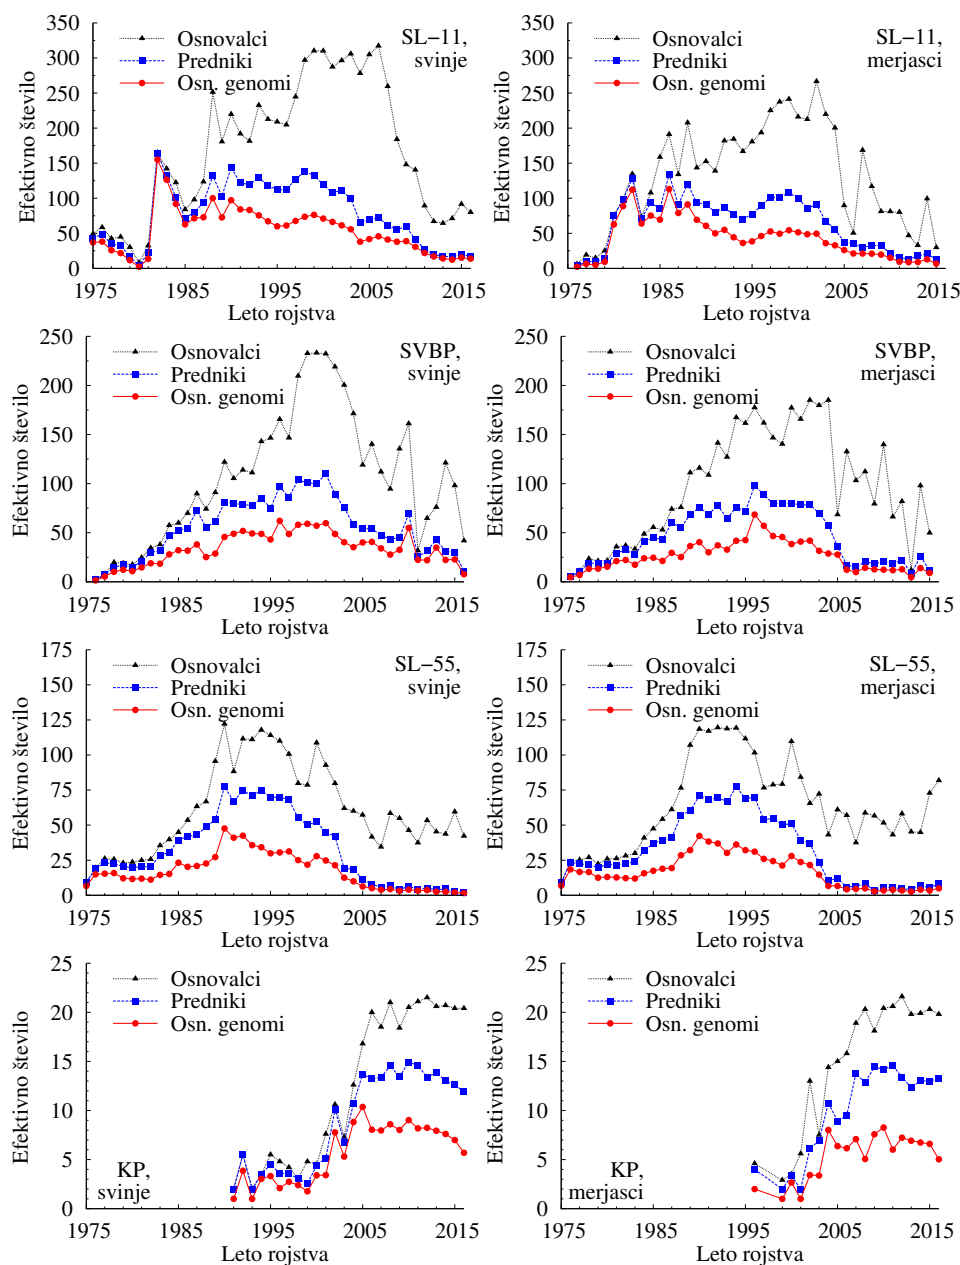 Efektivno število
350
300
250
200
150
100
50
0
Osnovalci
Predniki
Osn. genomi
SL−11,
svinje
1975
1985
1995
2005
2015
Leto rojstva
Efektivno število
350
300
250
200
150
100
50
0
Osnovalci
Predniki
Osn. genomi
SL−11,
merjasci
1975
1985
1995
2005
2015
Leto rojstva
Efektivno število
250
200
150
100
50
0
Osnovalci
Predniki
Osn. genomi
SVBP,
svinje
1975
1985
1995
2005
2015
Leto rojstva
Efektivno število
250
200
150
100
50
0
Osnovalci
Predniki
Osn. genomi
SVBP,
merjasci
1975
1985
1995
2005
2015
Leto rojstva
Efektivno število
175
150
125
100
75
50
25
0
Osnovalci
Predniki
Osn. genomi
SL−55,
svinje
1975
1985
1995
2005
2015
Leto rojstva
Efektivno število
175
150
125
100
75
50
25
0
Osnovalci
Predniki
Osn. genomi
SL−55,
merjasci
1975
1985
1995
2005
2015
Leto rojstva
Efektivno število
25
20
15
10
5
0
Osnovalci
Predniki
Osn. genomi
KP,
svinje
1975
1985
1995
2005
2015
Leto rojstva
Efektivno število
25
20
15
10
5
0
Osnovalci
Predniki
Osn. genomi
KP,
merjasci
1975
1985
1995
2005
2015
Leto rojstva